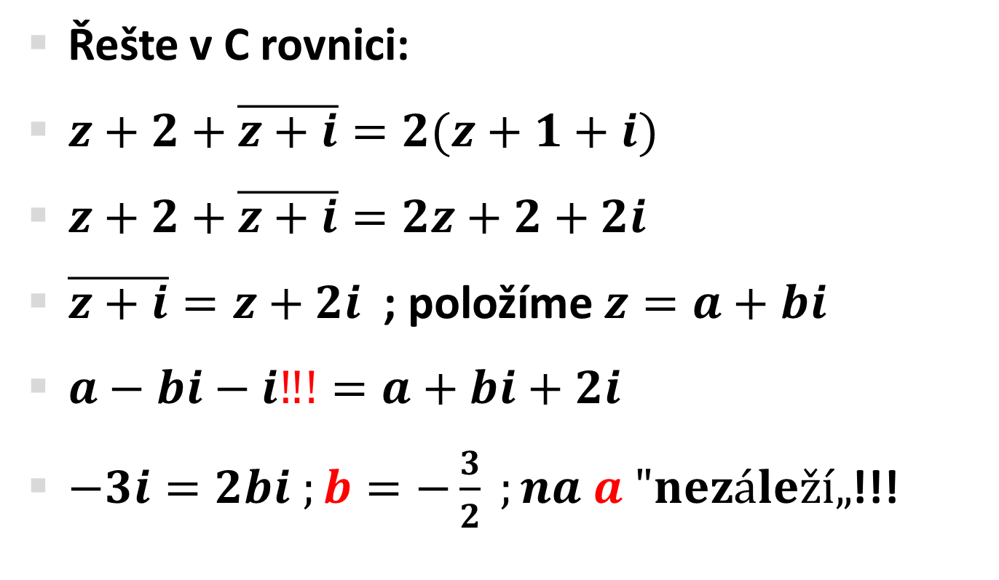 ▪ Řešte v C rovnici:
▪ z + 2 + \overline{z + i} = 2(z + 1 + i)
▪ z + 2 + \overline{z + i} = 2z + 2 + 2i
▪ \overline{z + i} = z + 2i ; položíme z = a + bi
▪ a − bi − i!!! = a + bi + 2i
▪ −3i = 2bi ; b = −\frac{3}{2} ; na a "nezáleží„!!!